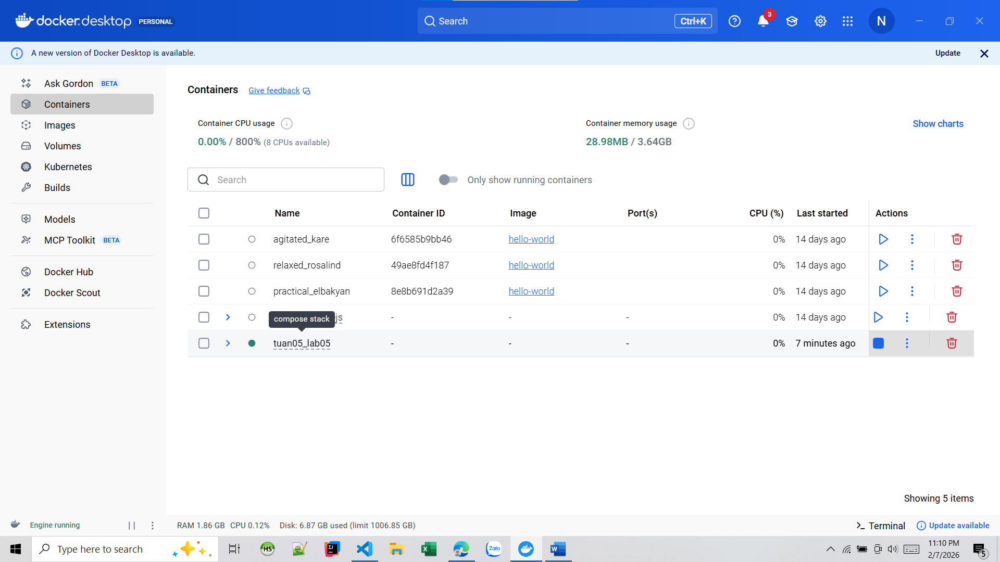 docker.desktop PERSONAL
Search Ctrl+K
3
N
A new version of Docker Desktop is available. Update
Ask Gordon BETA
Containers
Images
Volumes
Kubernetes
Builds
Models
MCP Toolkit BETA
Docker Hub
Docker Scout
Extensions
Containers Give feedback
Container CPU usage
0.00% / 800% (8 CPUs available)
Container memory usage
28.98MB / 3.64GB
Show charts
Search
Only show running containers
Name Container ID Image Port(s) CPU (%) Last started Actions
agitated_kare 6f6585b9bb46 hello-world 0% 14 days ago
relaxed_rosalind 49ae8fd4f187 hello-world 0% 14 days ago
practical_elbakyan 8e8b691d2a39 hello-world 0% 14 days ago
compose stack
js - - - 0% 14 days ago
tuan05_lab05 - - - 0% 7 minutes ago
Showing 5 items
Engine running
RAM 1.86 GB CPU 0.12% Disk: 6.87 GB used (limit 1006.85 GB)
Terminal
Update available
Type here to search
HS
IJ
X
Zalo
W
11:10 PM
2/7/2026
5